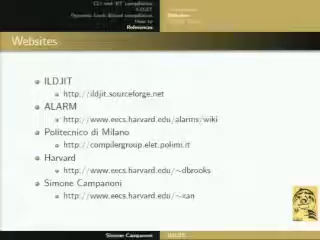 CLI and JIT compilation
ILDJIT
Dynamic Look-Ahead compilation
How to
References
Websites
Websites
ILDJIT
http://ildjit.sourceforge.net
ALARM
http://www.eecs.harvard.edu/alarms/wiki
Politecnico di Milano
http://compilergroup.elet.polimi.it
Harvard
http://www.eecs.harvard.edu/~dbrooks
Simone Campanoni
http://www.eecs.harvard.edu/~xan
Simone Campanoni
ILDJIT